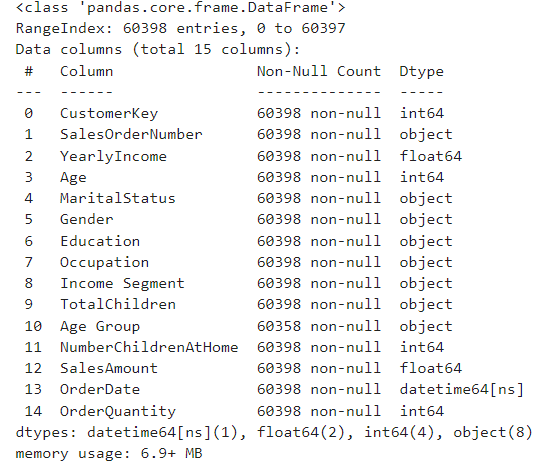 <class 'pandas.core.frame.DataFrame'>
RangeIndex: 60398 entries, 0 to 60397
Data columns (total 15 columns):
 #   Column                Non-Null Count  Dtype
---  ------                --------------  -----
 0   CustomerKey           60398 non-null  int64
 1   SalesOrderNumber      60398 non-null  object
 2   YearlyIncome          60398 non-null  float64
 3   Age                   60398 non-null  int64
 4   MaritalStatus         60398 non-null  object
 5   Gender                60398 non-null  object
 6   Education             60398 non-null  object
 7   Occupation            60398 non-null  object
 8   Income Segment        60398 non-null  object
 9   TotalChildren         60398 non-null  object
 10  Age Group             60358 non-null  object
 11  NumberChildrenAtHome  60398 non-null  int64
 12  SalesAmount           60398 non-null  float64
 13  OrderDate             60398 non-null  datetime64[ns]
 14  OrderQuantity         60398 non-null  int64
dtypes: datetime64[ns](1), float64(2), int64(4), object(8)
memory usage: 6.9+ MB